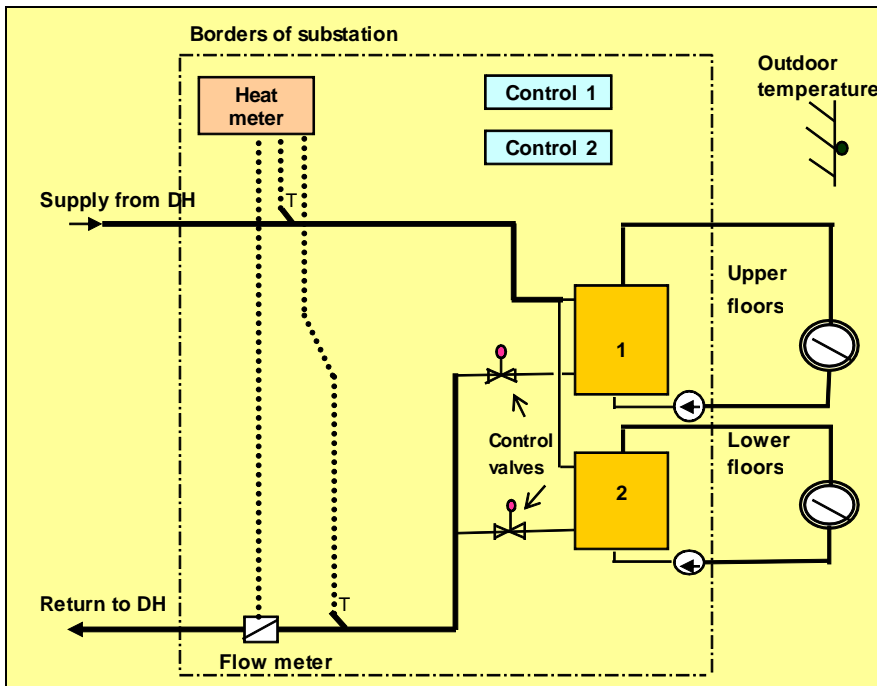 Borders of substation
Outdoor
temperature
Heat
meter
Control 1
Control 2
Supply from DH
T
Upper
floors
1
Control
valves
Lower
floors
2
Return to DH
T
Flow meter